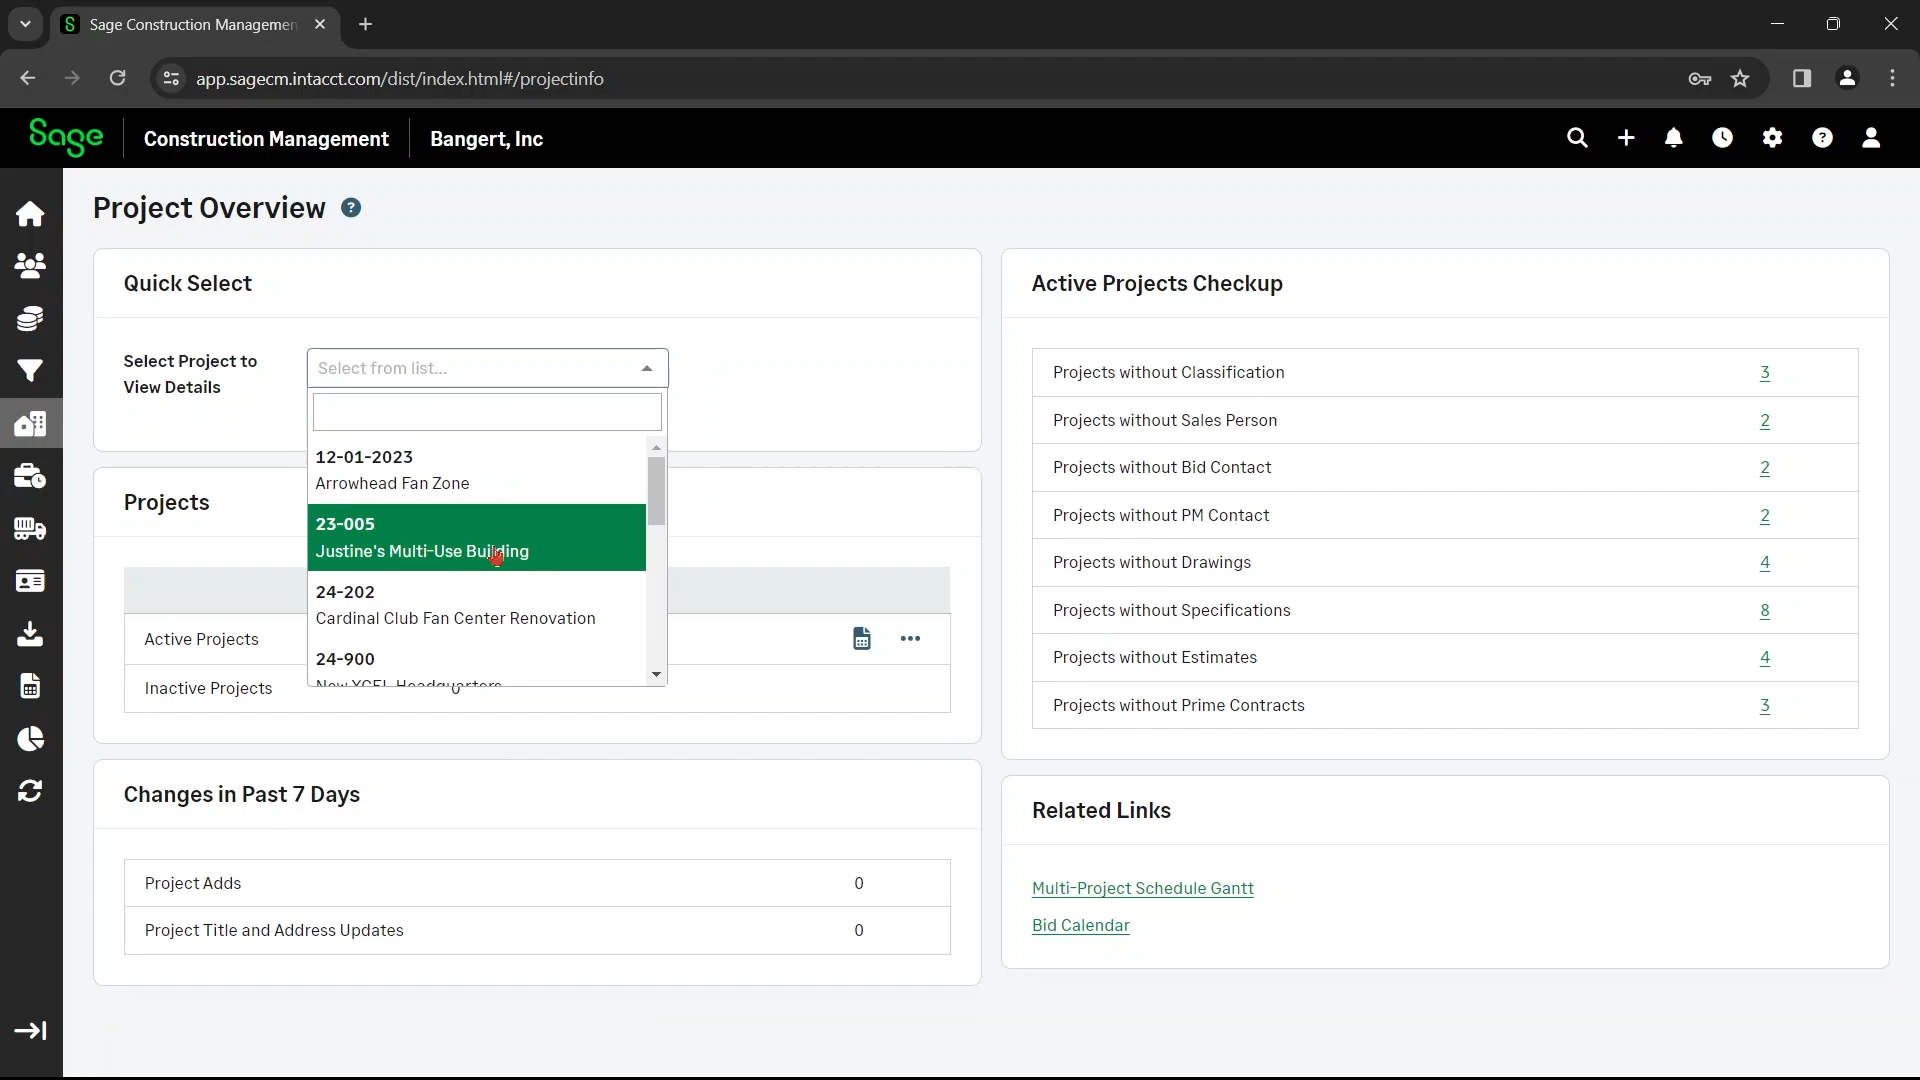 Sage Construction Managemen
app.sagecm.intacct.com/dist/index.html#/projectinfo
Sage
Construction Management
Bangert, Inc
Project Overview
Quick Select
Select Project to
View Details
Select from list...
12-01-2023
Arrowhead Fan Zone
23-005
Justine's Multi-Use Building
24-202
Cardinal Club Fan Center Renovation
24-900
Projects
Active Projects
Inactive Projects
0
Changes in Past 7 Days
Project Adds 0
Project Title and Address Updates 0
Active Projects Checkup
Projects without Classification 3
Projects without Sales Person 2
Projects without Bid Contact 2
Projects without PM Contact 2
Projects without Drawings 4
Projects without Specifications 8
Projects without Estimates 4
Projects without Prime Contracts 3
Related Links
Multi-Project Schedule Gantt
Bid Calendar